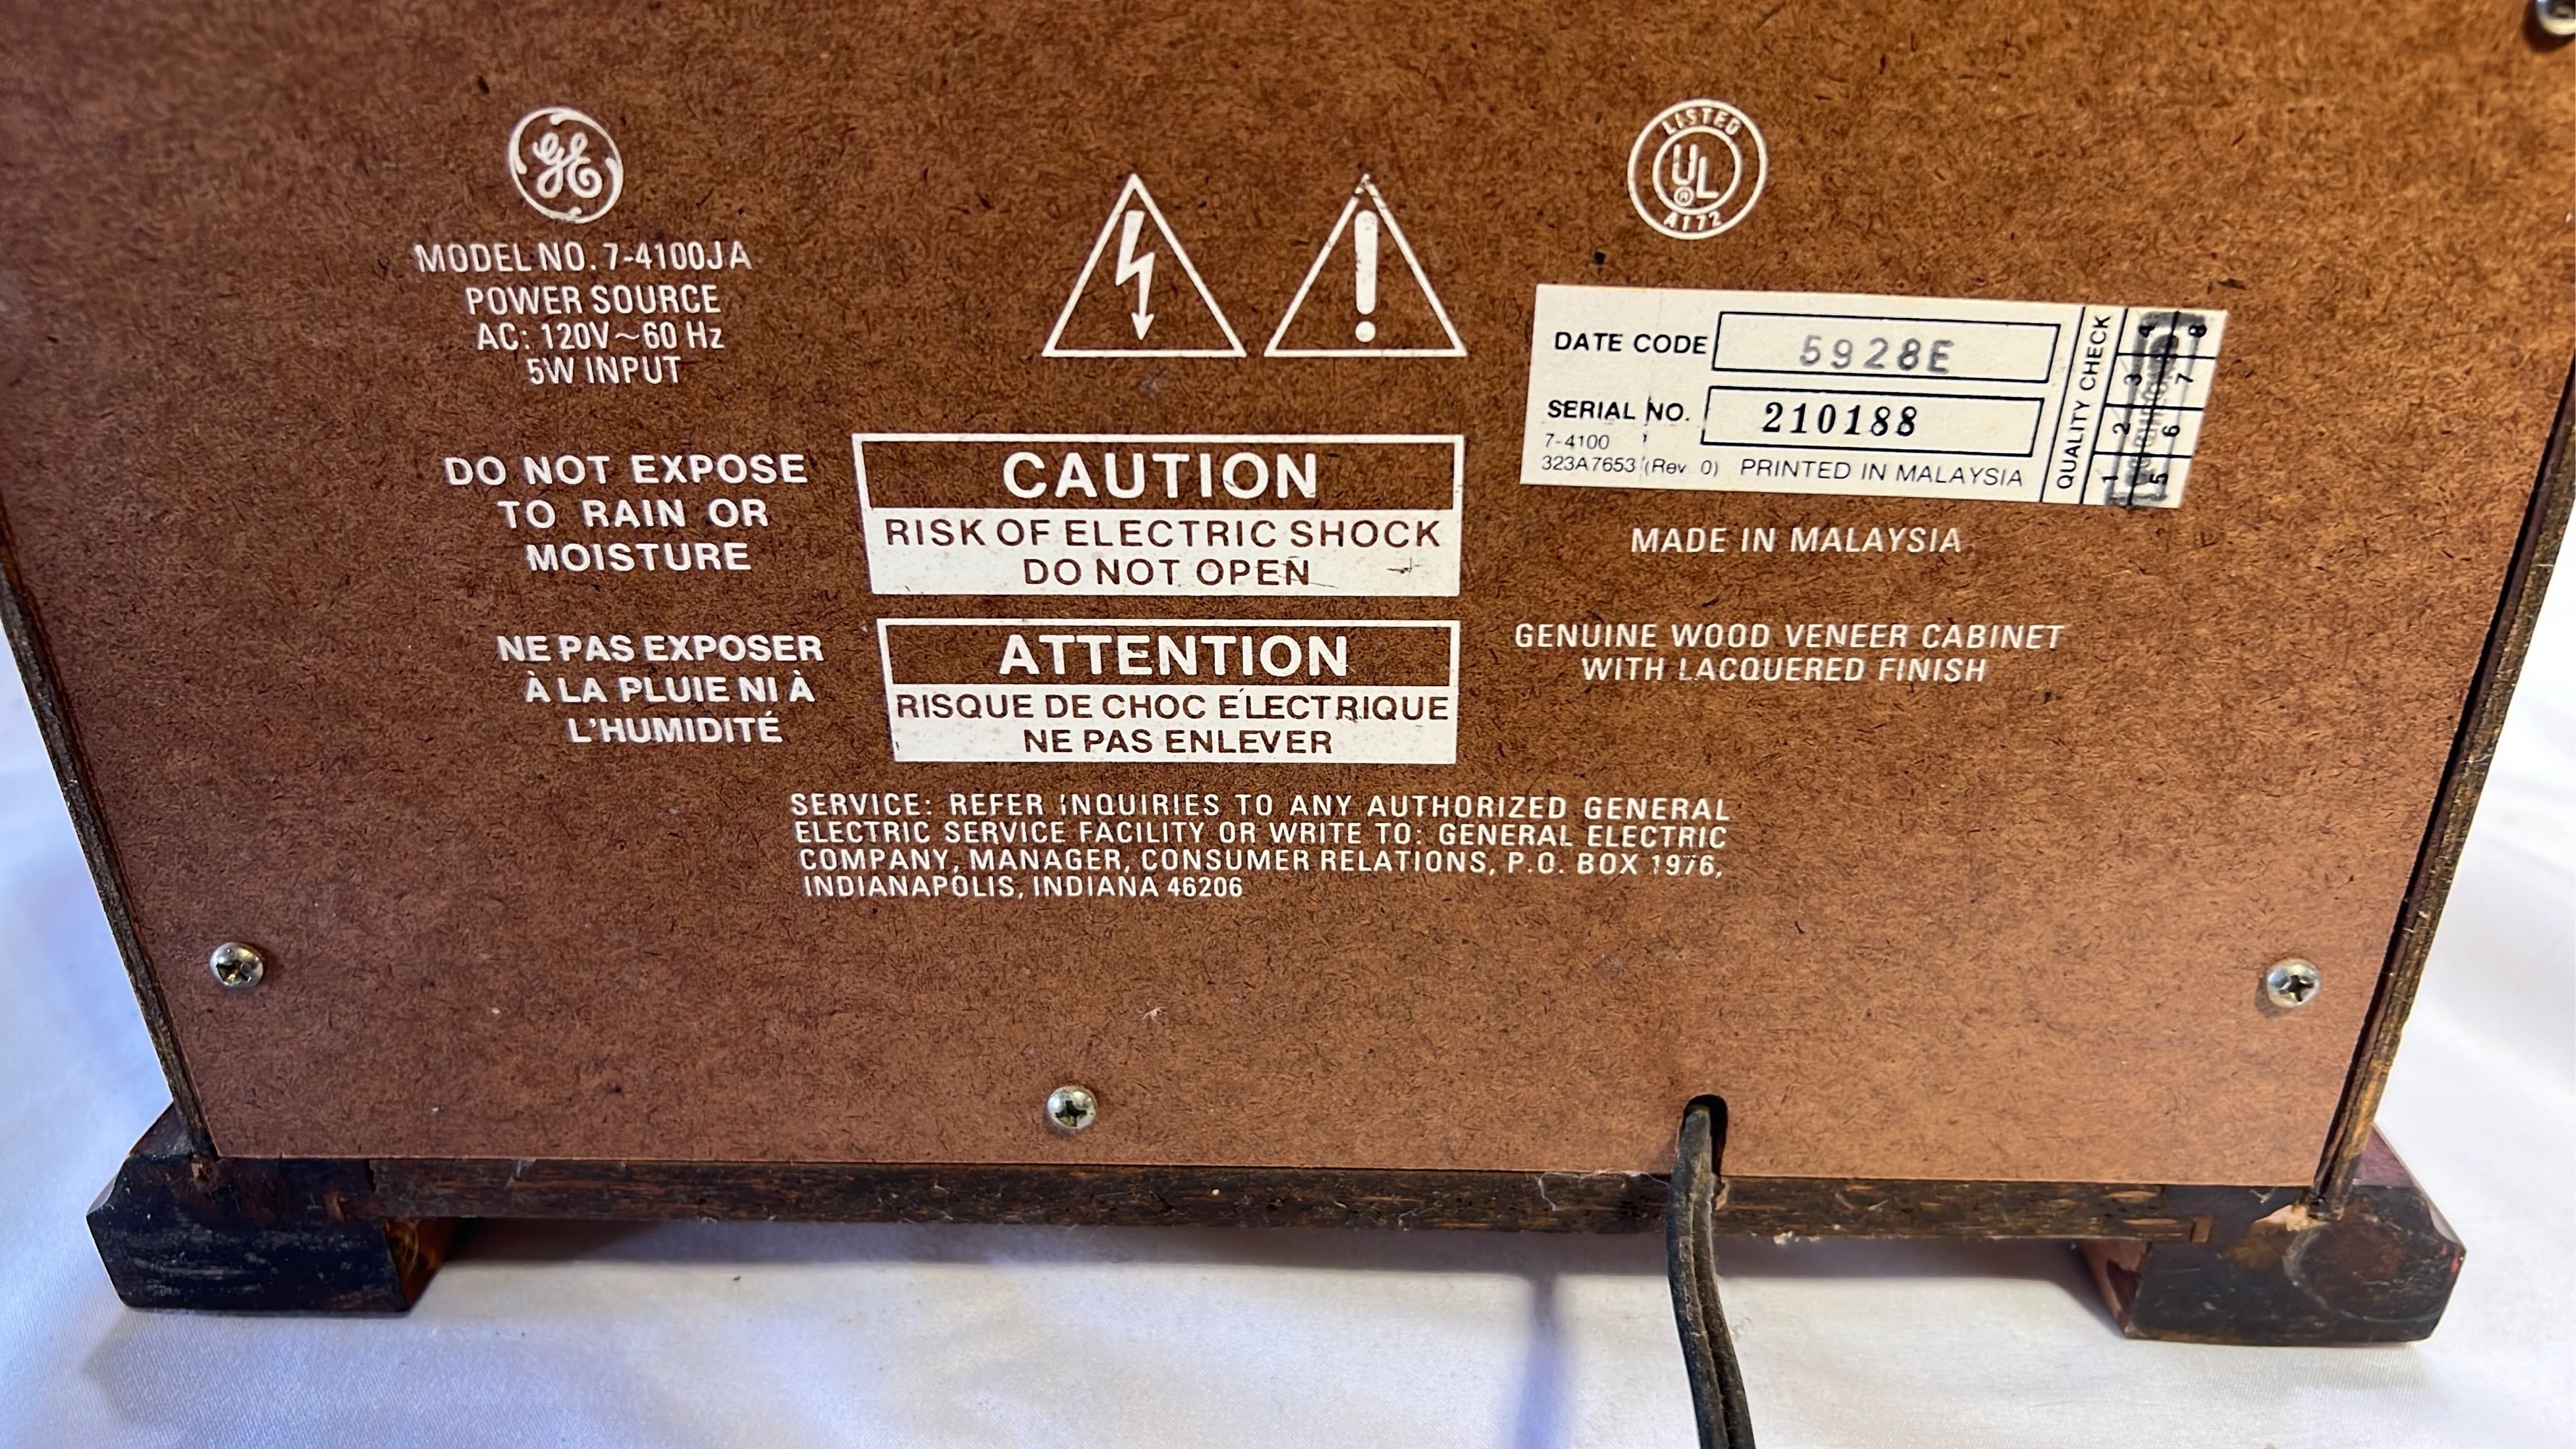 GE
MODEL NO. 7-4100JA
POWER SOURCE
AC: 120V~60 Hz
5W INPUT
DO NOT EXPOSE
TO RAIN OR
MOISTURE
NE PAS EXPOSER
À LA PLUIE NI À
L'HUMIDITÉ
CAUTION
RISK OF ELECTRIC SHOCK
DO NOT OPEN
ATTENTION
RISQUE DE CHOC ÉLECTRIQUE
NE PAS ENLEVER
LISTED
UL®
A172
DATE CODE 5928E
SERIAL NO. 210188
7-4100
323A7653 (Rev 0) PRINTED IN MALAYSIA
QUALITY CHECK
1 2 3 4
5 6 7 8
MADE IN MALAYSIA
GENUINE WOOD VENEER CABINET
WITH LACQUERED FINISH
SERVICE: REFER INQUIRIES TO ANY AUTHORIZED GENERAL
ELECTRIC SERVICE FACILITY OR WRITE TO: GENERAL ELECTRIC
COMPANY, MANAGER, CONSUMER RELATIONS, P.O. BOX 1976,
INDIANAPOLIS, INDIANA 46206